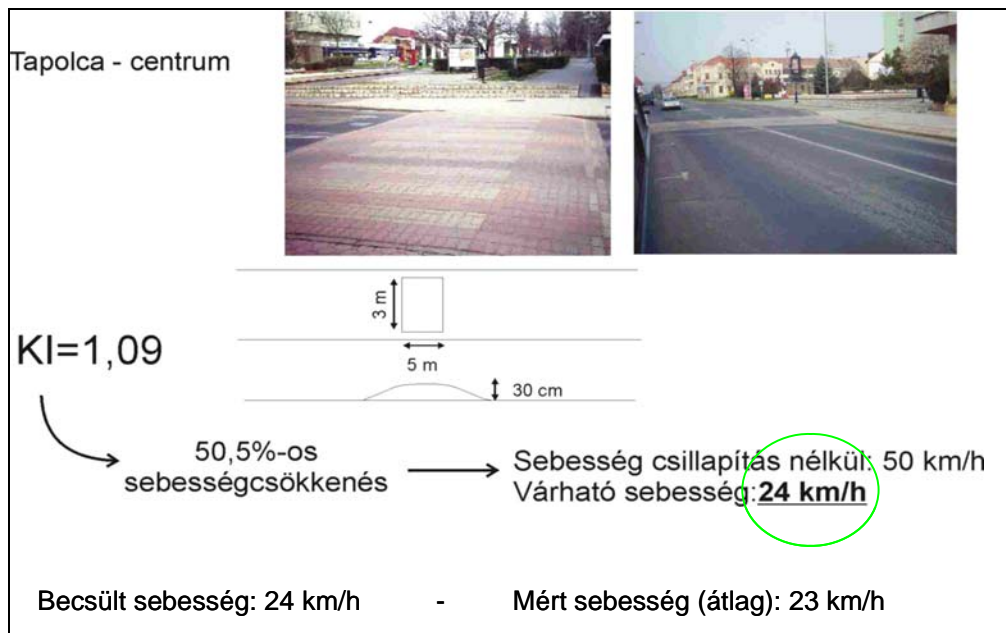 Tapolca - centrum
3 m
KI=1,09
5 m
30 cm
50,5%-os
sebességcsökkenés
Sebesség csillapítás nélkül: 50 km/h
Várható sebesség:24 km/h
Becsült sebesség: 24 km/h - Mért sebesség (átlag): 23 km/h